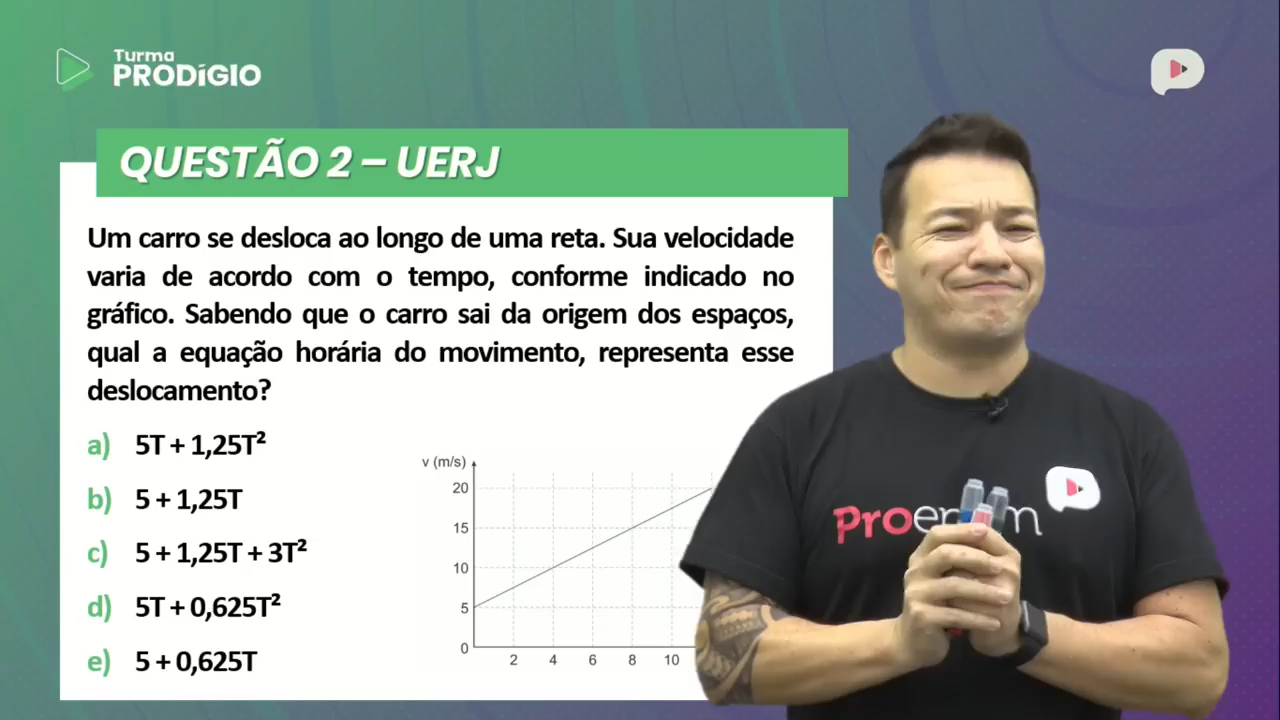 Turma
PRODÍGIO
QUESTÃO 2 – UERJ
Um carro se desloca ao longo de uma reta. Sua velocidade
varia de acordo com o tempo, conforme indicado no
gráfico. Sabendo que o carro sai da origem dos espaços,
qual a equação horária do movimento, representa esse
deslocamento?
a) 5T + 1,25T²
b) 5 + 1,25T
c) 5 + 1,25T + 3T²
d) 5T + 0,625T²
e) 5 + 0,625T
v (m/s)
20
15
10
5
0
2 4 6 8 10